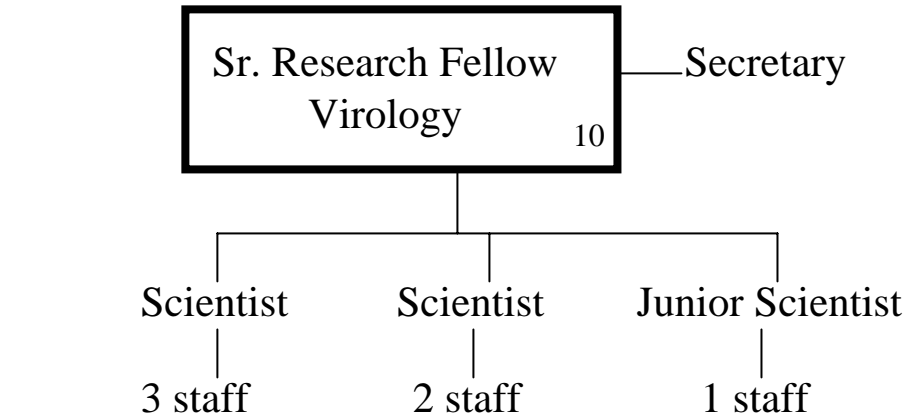 Sr. Research Fellow
Virology
10
Secretary
Scientist
Scientist
Junior Scientist
3 staff
2 staff
1 staff